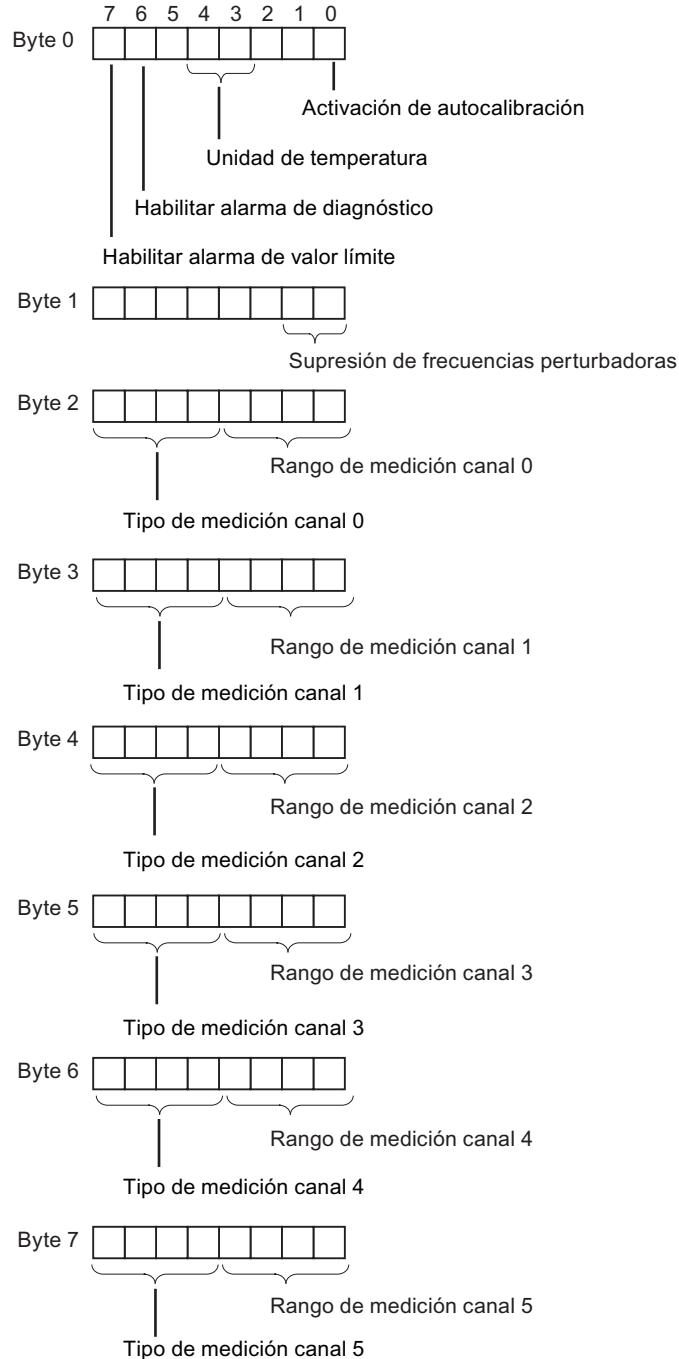 7 6 5 4 3 2 1 0
Byte 0
Activación de autocalibración
Unidad de temperatura
Habilitar alarma de diagnóstico
Habilitar alarma de valor límite
Byte 1
Supresión de frecuencias perturbadoras
Byte 2
Rango de medición canal 0
Tipo de medición canal 0
Byte 3
Rango de medición canal 1
Tipo de medición canal 1
Byte 4
Rango de medición canal 2
Tipo de medición canal 2
Byte 5
Rango de medición canal 3
Tipo de medición canal 3
Byte 6
Rango de medición canal 4
Tipo de medición canal 4
Byte 7
Rango de medición canal 5
Tipo de medición canal 5